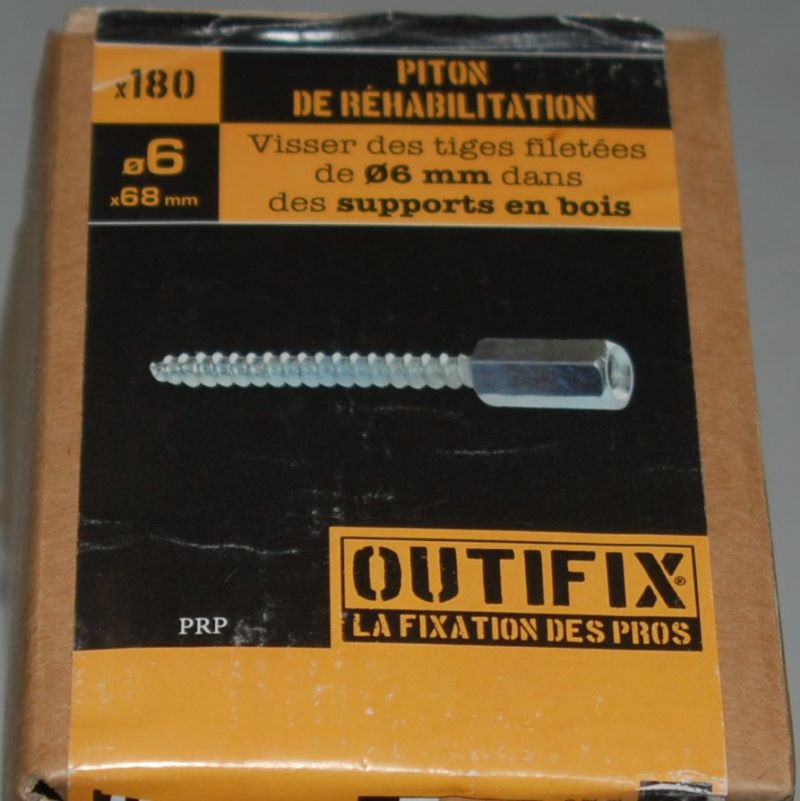 x180
PITON
DE RÉHABILITATION
ø6
x68 mm
Visser des tiges filetées
de Ø6 mm dans
des supports en bois
OUTIFIX®
LA FIXATION DES PROS
PRP